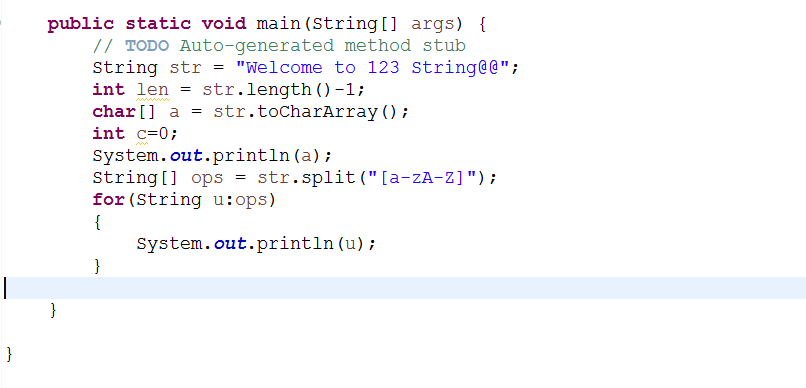 public static void main(String[] args) {
// TODO Auto-generated method stub
String str = "Welcome to 123 String@@";
int len = str.length()-1;
char[] a = str.toCharArray();
int c=0;
System.out.println(a);
String[] ops = str.split("[a-zA-Z]");
for(String u:ops)
{
System.out.println(u);
}
}
}